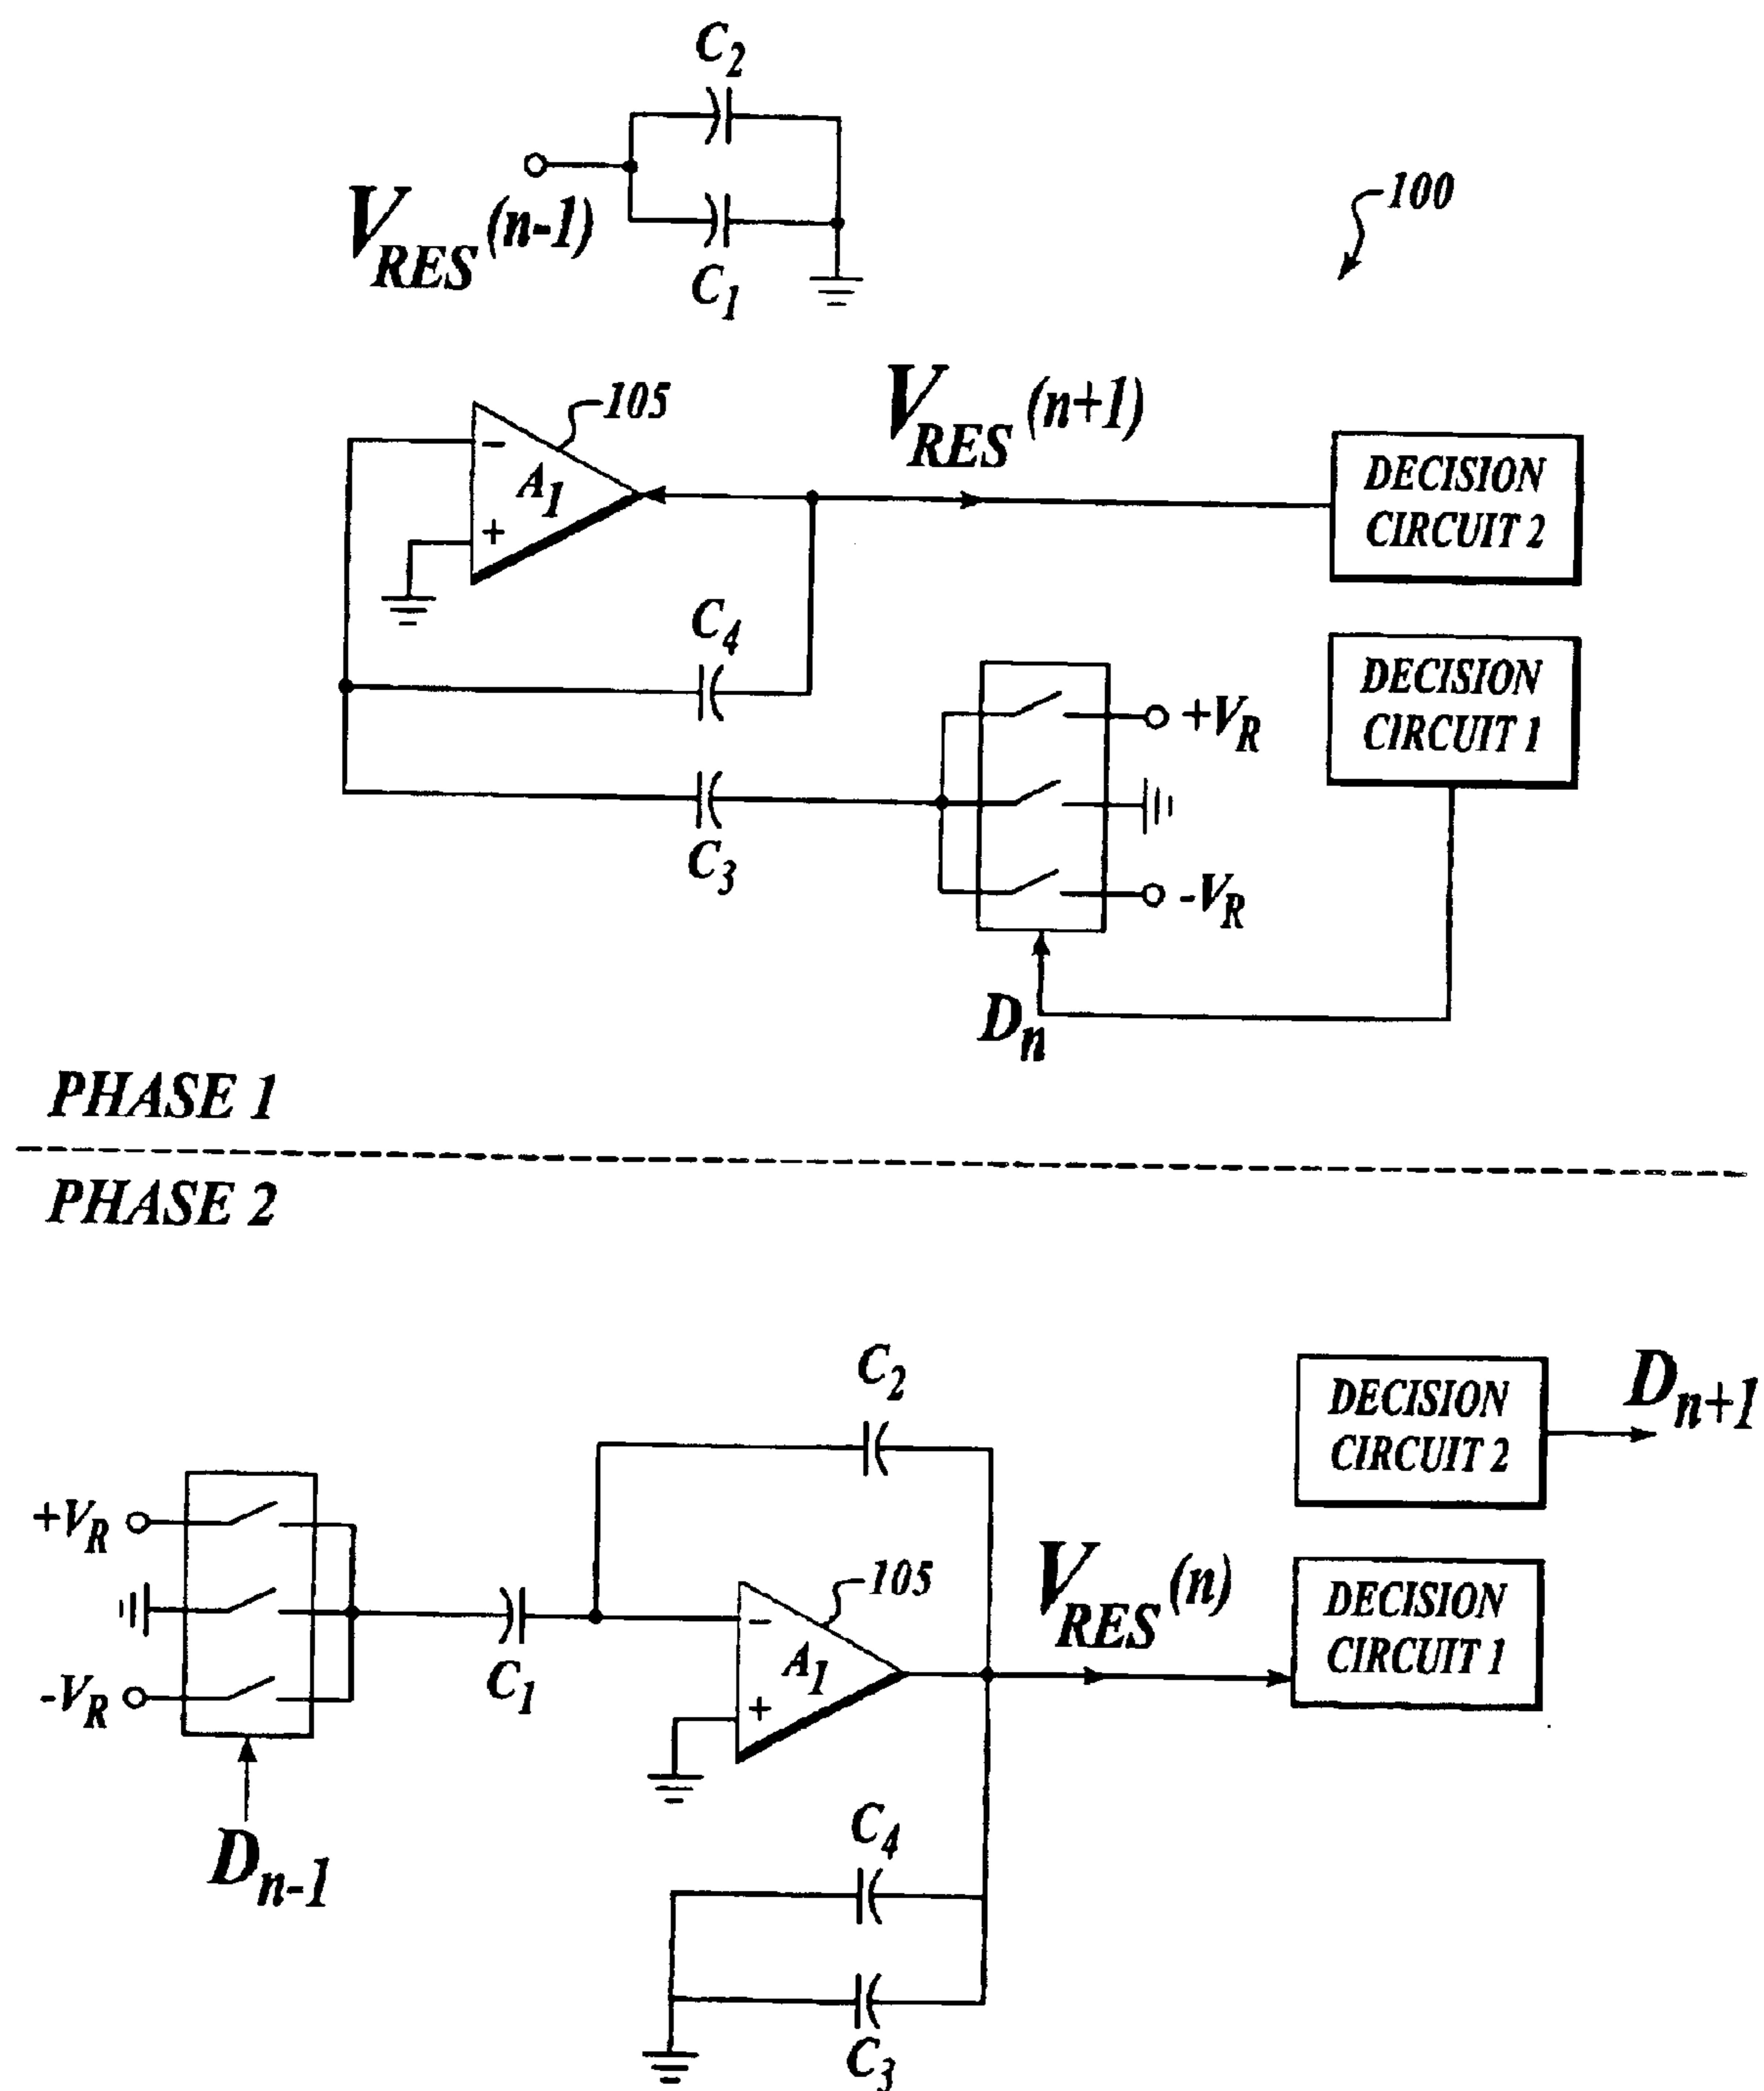 C2
VRES(n-1)
C1
100
105
VRES(n+1)
- A1 +
DECISION
CIRCUIT 2
C4
DECISION
CIRCUIT 1
+VR
C3
-VR
Dn
PHASE 1
PHASE 2
C2
DECISION
CIRCUIT 2
Dn+1
+VR
105
VRES(n)
DECISION
CIRCUIT 1
- A1 +
C1
-VR
Dn-1
C4
C3